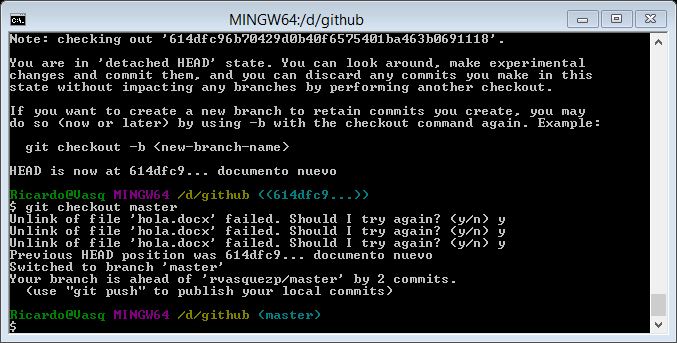 MINGW64:/d/github
Note: checking out '614dfc96b70429d0b40f6575401ba463b0691118'.
You are in 'detached HEAD' state. You can look around, make experimental
changes and commit them, and you can discard any commits you make in this
state without impacting any branches by performing another checkout.
If you want to create a new branch to retain commits you create, you may
do so (now or later) by using -b with the checkout command again. Example:
git checkout -b <new-branch-name>
HEAD is now at 614dfc9... documento nuevo
Ricardo@Vasq MINGW64 /d/github ((614dfc9...))
$ git checkout master
Unlink of file 'hola.docx' failed. Should I try again? (y/n) y
Unlink of file 'hola.docx' failed. Should I try again? (y/n) y
Unlink of file 'hola.docx' failed. Should I try again? (y/n) y
Previous HEAD position was 614dfc9... documento nuevo
Switched to branch 'master'
Your branch is ahead of 'rvasquezp/master' by 2 commits.
(use "git push" to publish your local commits)
Ricardo@Vasq MINGW64 /d/github (master)
$